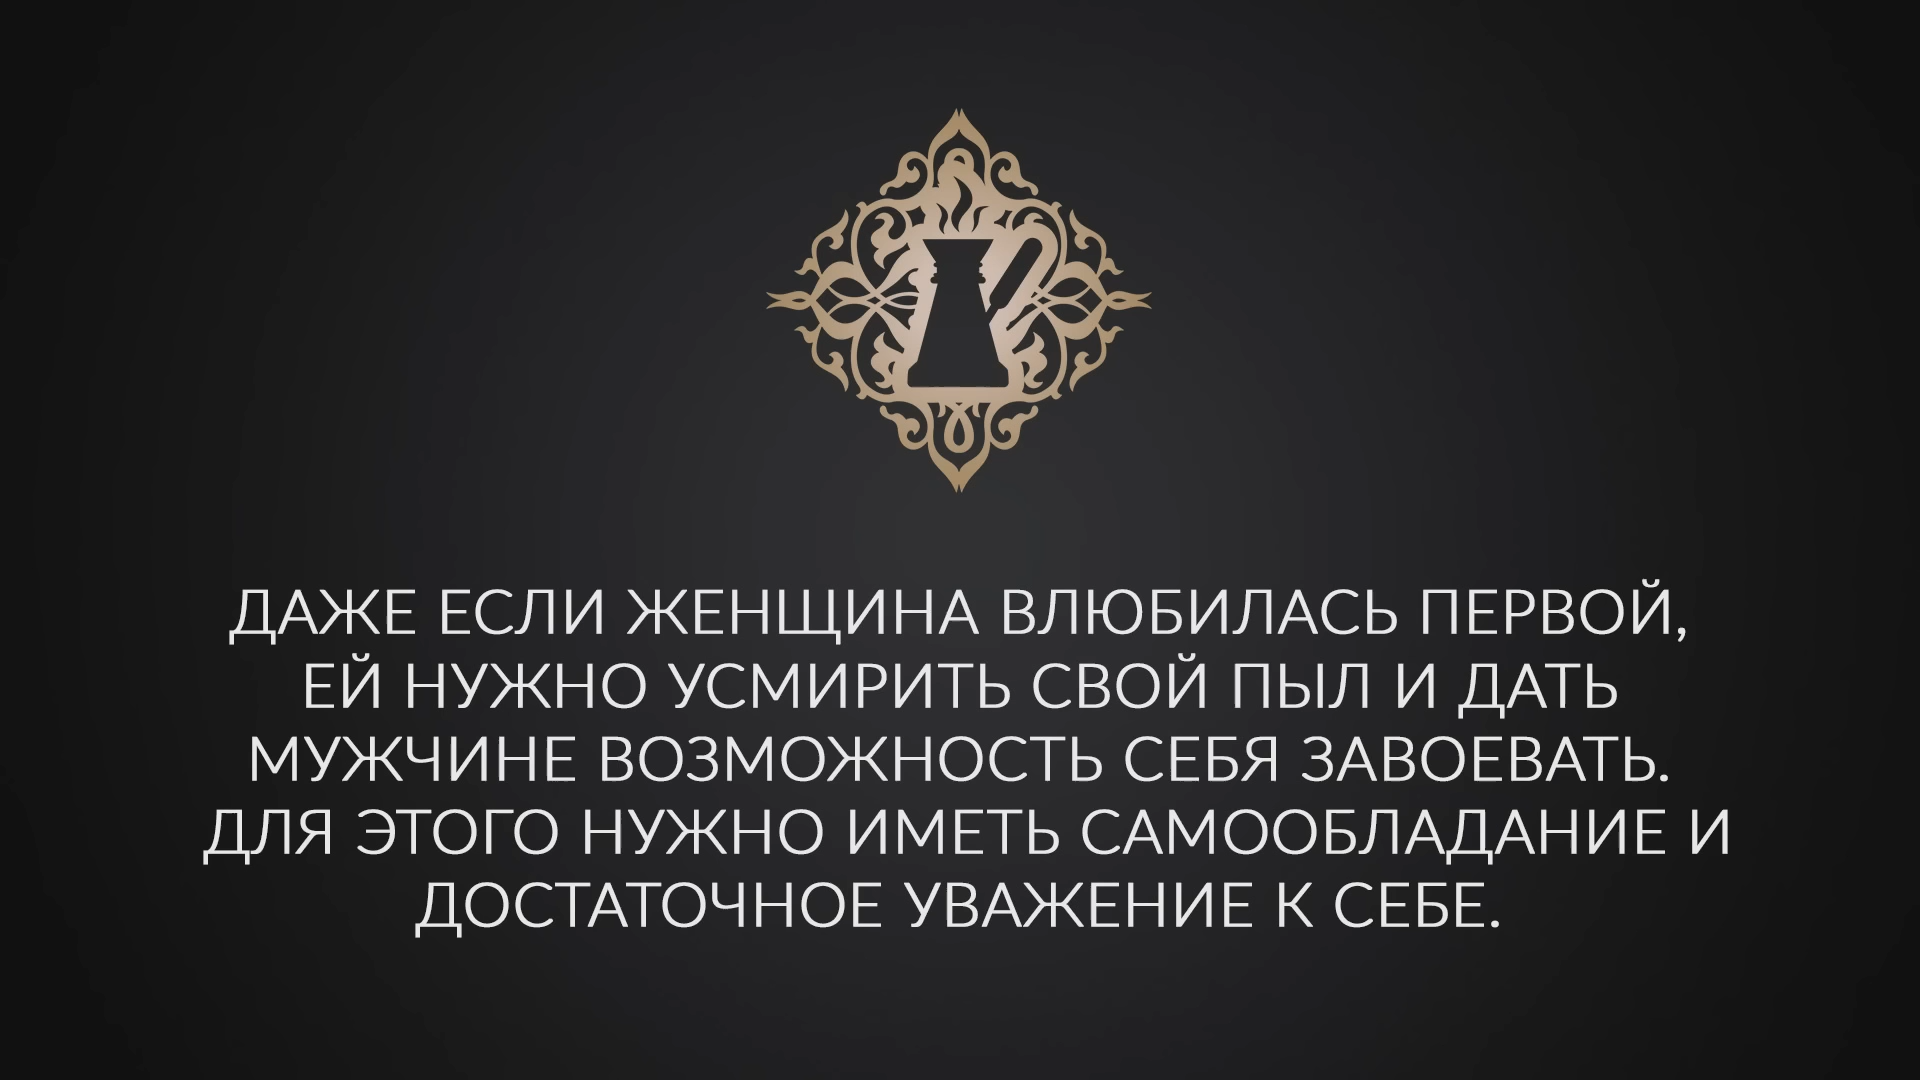 ДАЖЕ ЕСЛИ ЖЕНЩИНА ВЛЮБИЛАСЬ ПЕРВОЙ,
ЕЙ НУЖНО УСМИРИТЬ СВОЙ ПЫЛ И ДАТЬ
МУЖЧИНЕ ВОЗМОЖНОСТЬ СЕБЯ ЗАВОЕВАТЬ.
ДЛЯ ЭТОГО НУЖНО ИМЕТЬ САМООБЛАДАНИЕ И
ДОСТАТОЧНОЕ УВАЖЕНИЕ К СЕБЕ.